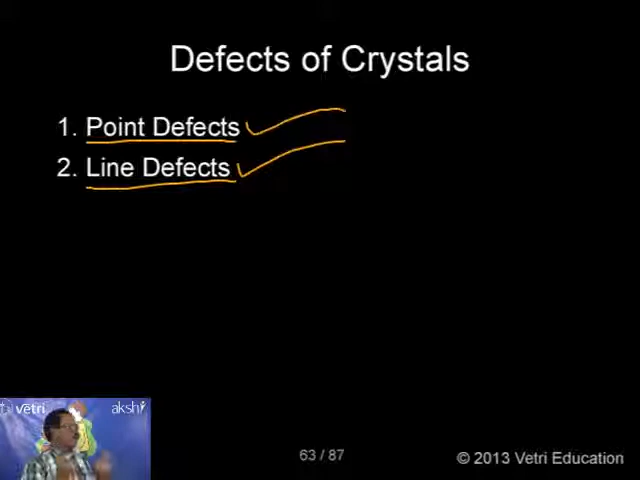 Defects of Crystals
1. Point Defects
2. Line Defects
vetri
akshi
63 / 87
© 2013 Vetri Education